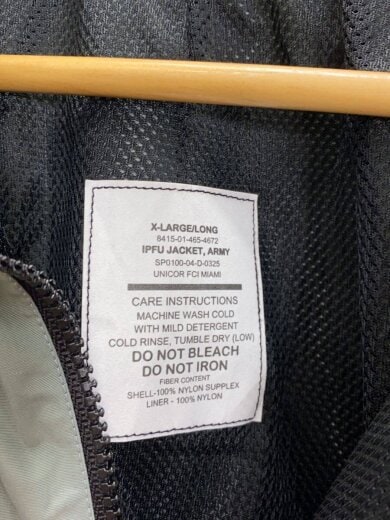 X-LARGE/LONG
8415-01-465-4672
IPFU JACKET, ARMY
SP0100-04-D-0325
UNICOR FCI MIAMI
CARE INSTRUCTIONS
MACHINE WASH COLD
WITH MILD DETERGENT
COLD RINSE, TUMBLE DRY (LOW)
DO NOT BLEACH
DO NOT IRON
FIBER CONTENT
SHELL-100% NYLON SUPPLEX
LINER - 100% NYLON